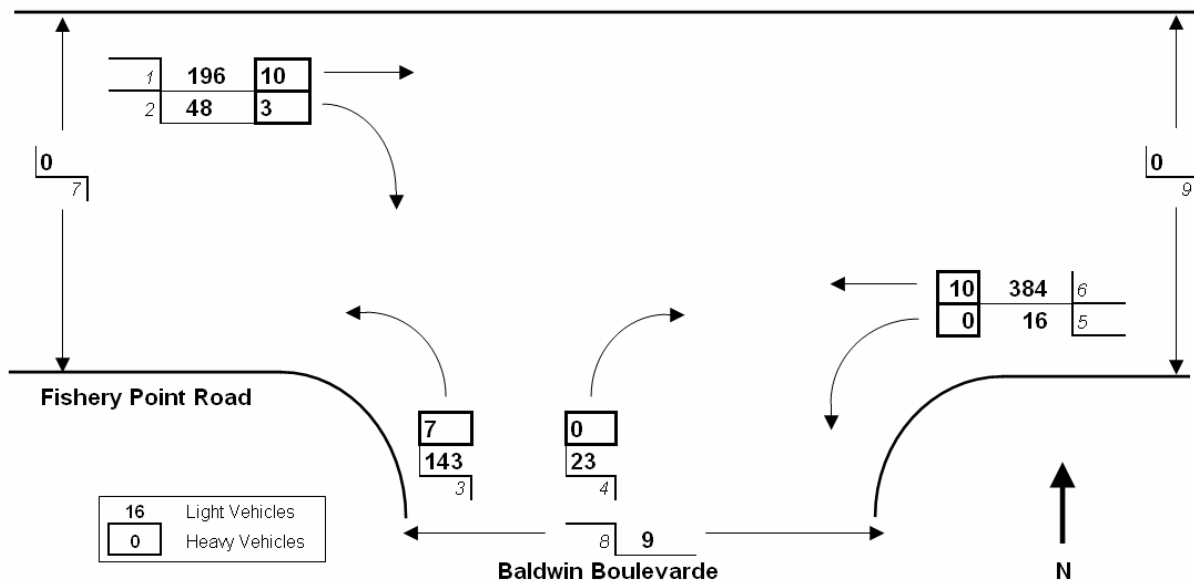 1 196 10
2 48 3
0
7
0
9
10 384 6
0 16 5
Fishery Point Road
7
143
3
0
23
4
16 Light Vehicles
0 Heavy Vehicles
8 9
Baldwin Boulevarde
N